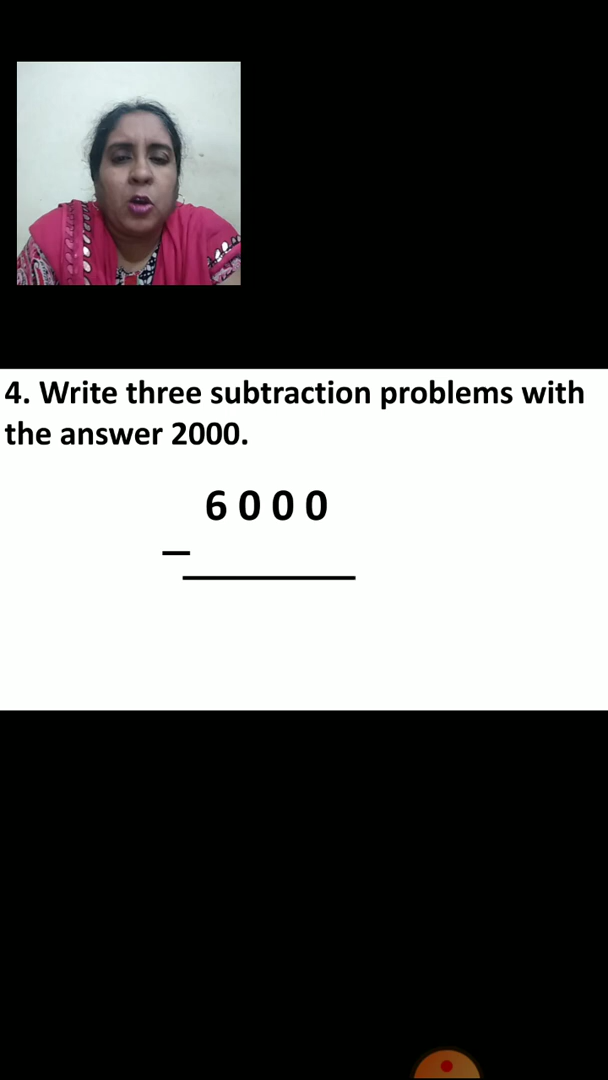 4. Write three subtraction problems with
the answer 2000.
6 0 0 0
–